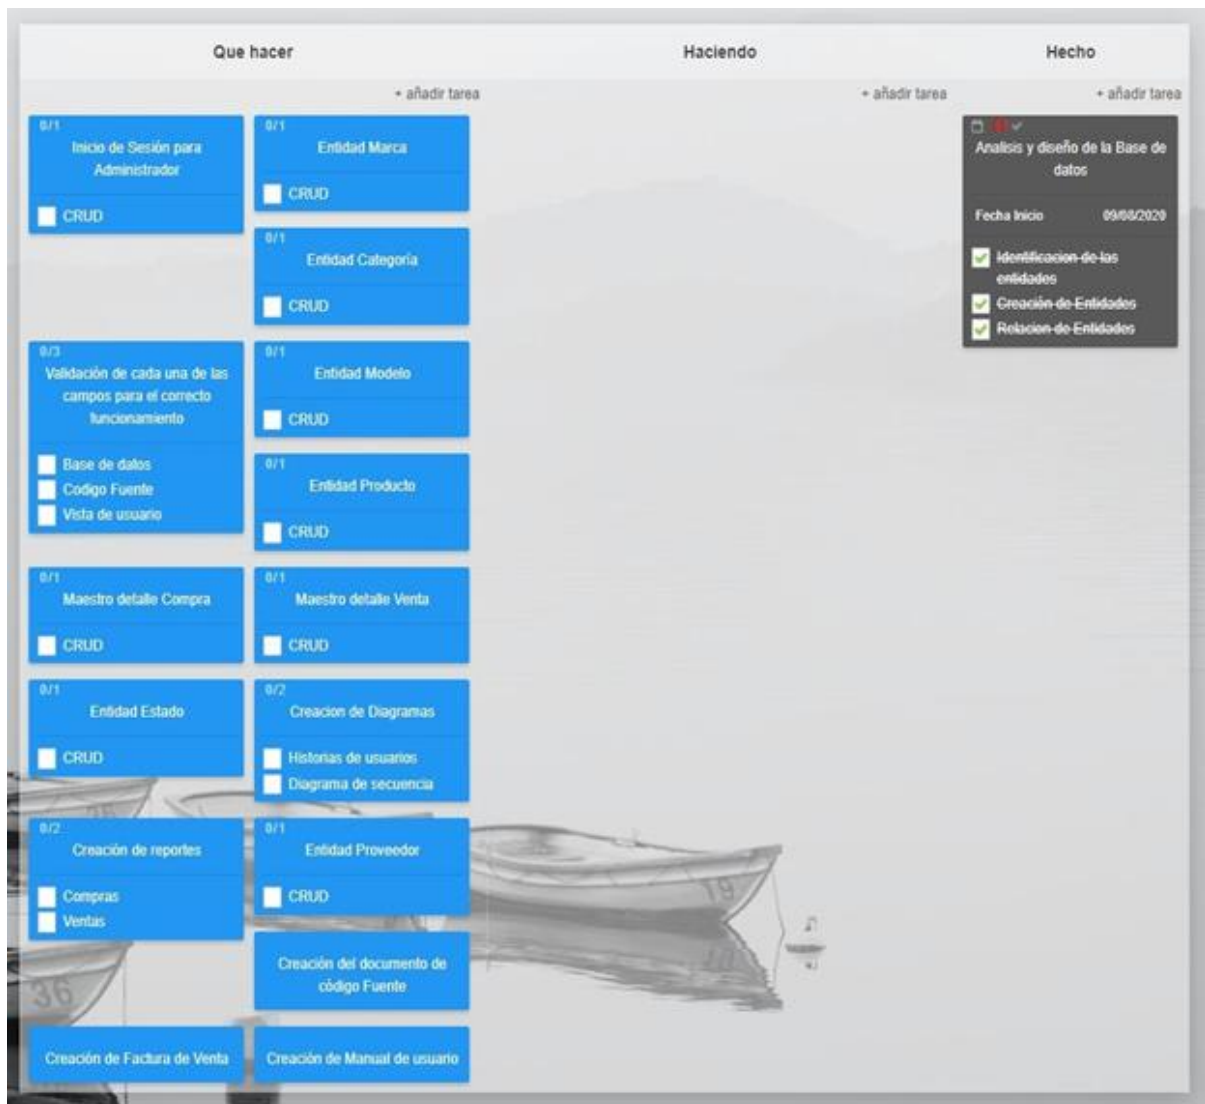 Que hacer
Haciendo
Hecho
+ añadir tarea
+ añadir tarea
+ añadir tarea
0/1
Inicio de Sesión para
Administrador
CRUD
0/1
Entidad Marca
CRUD
0/1
Entidad Categoría
CRUD
0/3
Validación de cada una de las
campos para el correcto
funcionamiento
Base de datos
Codigo Fuente
Vista de usuario
0/1
Entidad Modelo
CRUD
0/1
Entidad Producto
CRUD
0/1
Maestro detalle Compra
CRUD
0/1
Maestro detalle Venta
CRUD
0/1
Entidad Estado
CRUD
0/2
Creacion de Diagramas
Historias de usuarios
Diagrama de secuencia
0/2
Creación de reportes
Compras
Ventas
0/1
Entidad Proveedor
CRUD
Creación del documento de
código Fuente
Creación de Factura de Venta
Creación de Manual de usuario
Analisis y diseño de la Base de
datos
Fecha Inicio 09/08/2020
Identificacion de las
entidades
Creación de Entidades
Relacion de Entidades
19
36